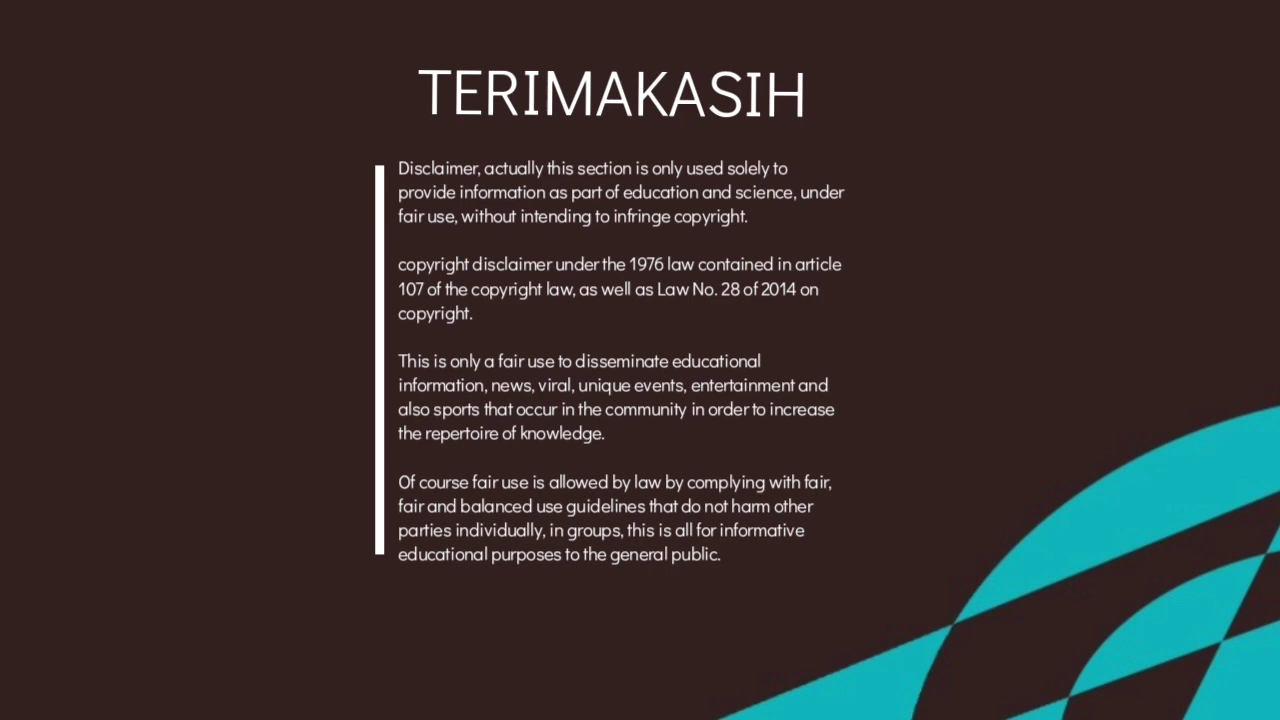 TERIMAKASIH
Disclaimer, actually this section is only used solely to
provide information as part of education and science, under
fair use, without intending to infringe copyright.
copyright disclaimer under the 1976 law contained in article
107 of the copyright law, as well as Law No. 28 of 2014 on
copyright.
This is only a fair use to disseminate educational
information, news, viral, unique events, entertainment and
also sports that occur in the community in order to increase
the repertoire of knowledge.
Of course fair use is allowed by law by complying with fair,
fair and balanced use guidelines that do not harm other
parties individually, in groups, this is all for informative
educational purposes to the general public.